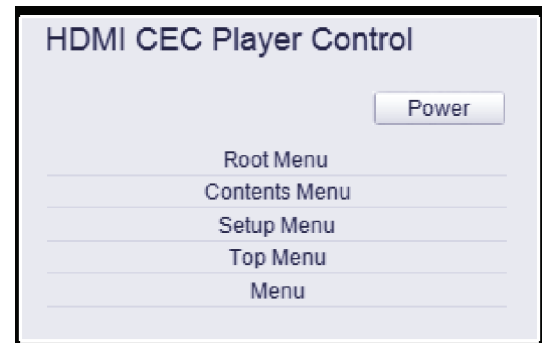 HDMI CEC Player Control
Power
Root Menu
Contents Menu
Setup Menu
Top Menu
Menu